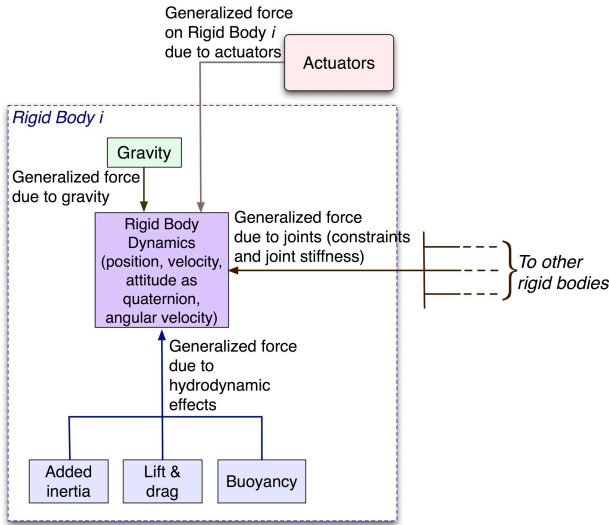 Generalized force
on Rigid Body i
due to actuators
Actuators
Rigid Body i
Gravity
Generalized force
due to gravity
Rigid Body
Dynamics
(position, velocity,
attitude as
quaternion,
angular velocity)
Generalized force
due to joints (constraints
and joint stiffness)
To other
rigid bodies
Generalized force
due to
hydrodynamic
effects
Added
inertia
Lift &
drag
Buoyancy